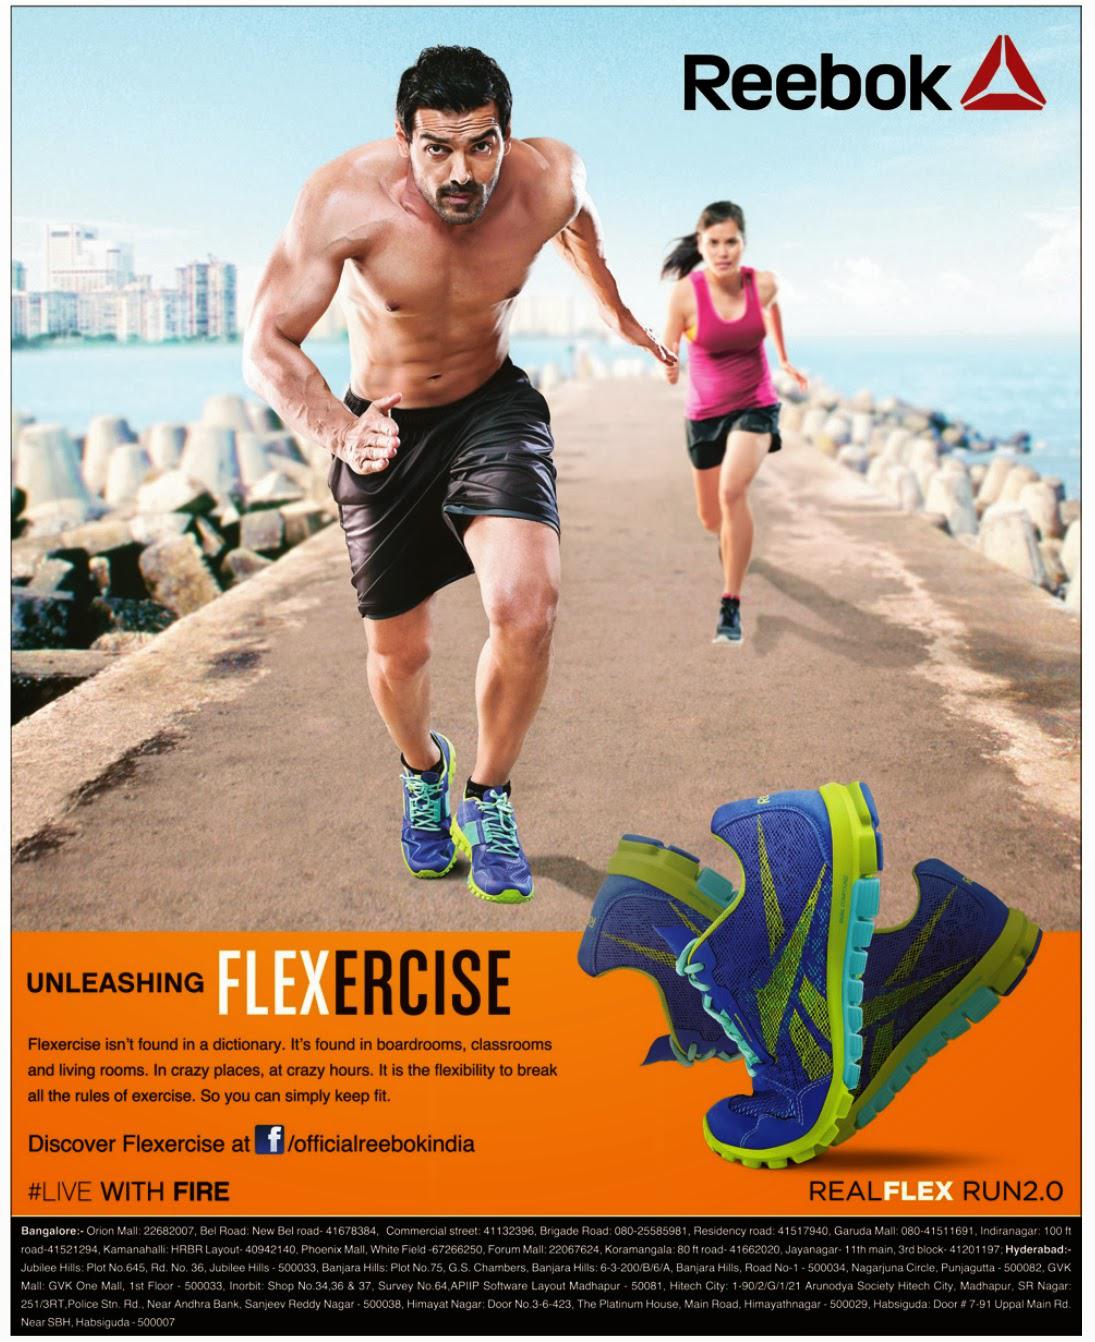 Reebok
UNLEASHING FLEXERCISE
Flexercise isn't found in a dictionary. It's found in boardrooms, classrooms
and living rooms. In crazy places, at crazy hours. It is the flexibility to break
all the rules of exercise. So you can simply keep fit.
Discover Flexercise at f/officialreebokindia
#LIVE WITH FIRE
REALFLEX RUN2.0
Bangalore:- Orion Mall: 22682007, Bel Road: New Bel road- 41678384, Commercial street: 41132396, Brigade Road: 080-25585981, Residency road: 41517940, Garuda Mall: 080-41511691, Indiranagar: 100 ft
road-41521294, Kamanahalli: HRBR Layout- 40942140, Phoenix Mall, White Field -67266250, Forum Mall: 22067624, Koramangala: 80 ft road- 41662020, Jayanagar- 11th main, 3rd block- 41201197; Hyderabad:-
Jubilee Hills: Plot No.645, Rd. No. 36, Jubilee Hills - 500033, Banjara Hills: Plot No.75, G.S. Chambers, Banjara Hills: 6-3-200/B/6/A, Banjara Hills, Road No-1 - 500034, Nagarjuna Circle, Punjagutta - 500082, GVK
Mall: GVK One Mall, 1st Floor - 500033, Inorbit: Shop No.34,36 & 37, Survey No.64,APIIP Software Layout Madhapur - 50081, Hitech City: 1-90/2/G/1/21 Arunodya Society Hitech City, Madhapur, SR Nagar:
251/3RT,Police Stn. Rd., Near Andhra Bank, Sanjeev Reddy Nagar - 500038, Himayat Nagar: Door No.3-6-423, The Platinum House, Main Road, Himayathnagar - 500029, Habsiguda: Door # 7-91 Uppal Main Rd.
Near SBH, Habsiguda - 500007